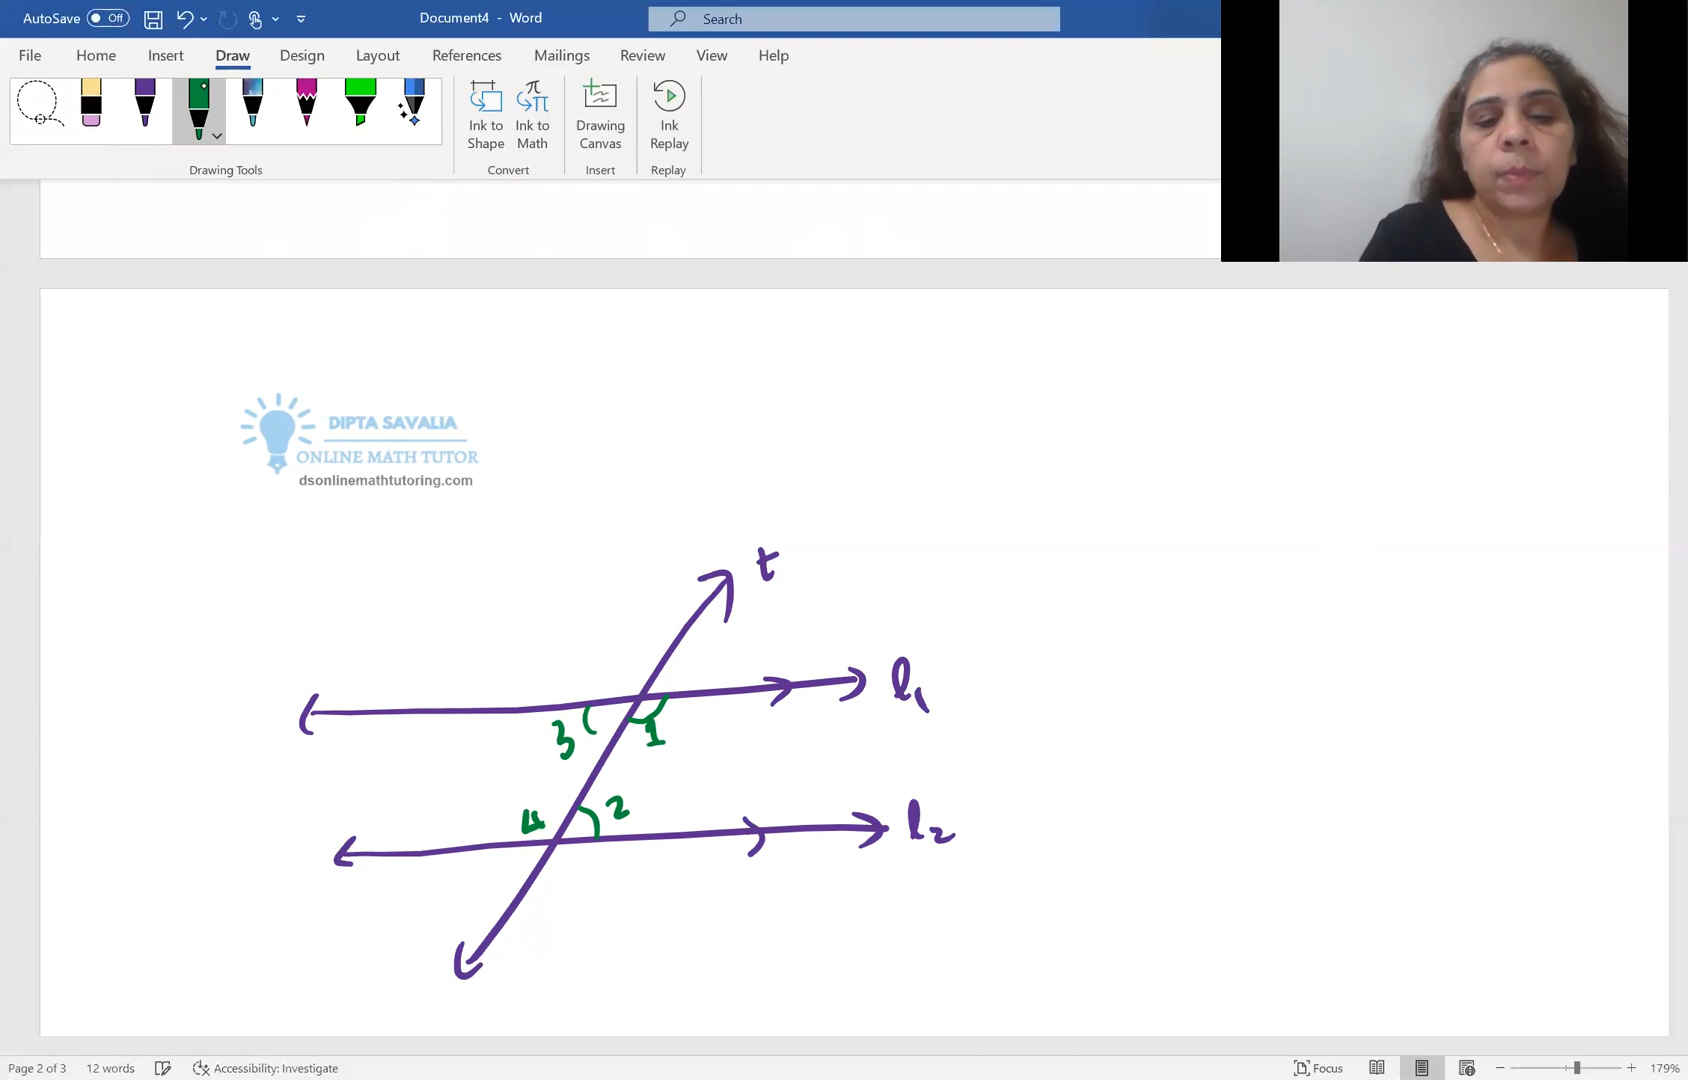 AutoSave Off Document4 - Word Search
File Home Insert Draw Design Layout References Mailings Review View Help
Ink to Shape
Ink to Math
Drawing Canvas
Ink Replay
Drawing Tools Convert Insert Replay
DIPTA SAVALIA
ONLINE MATH TUTOR
dsonlinemathtutoring.com
t
l₁
3 1
4 2
l₂
Page 2 of 3 12 words Accessibility: Investigate Focus 179%